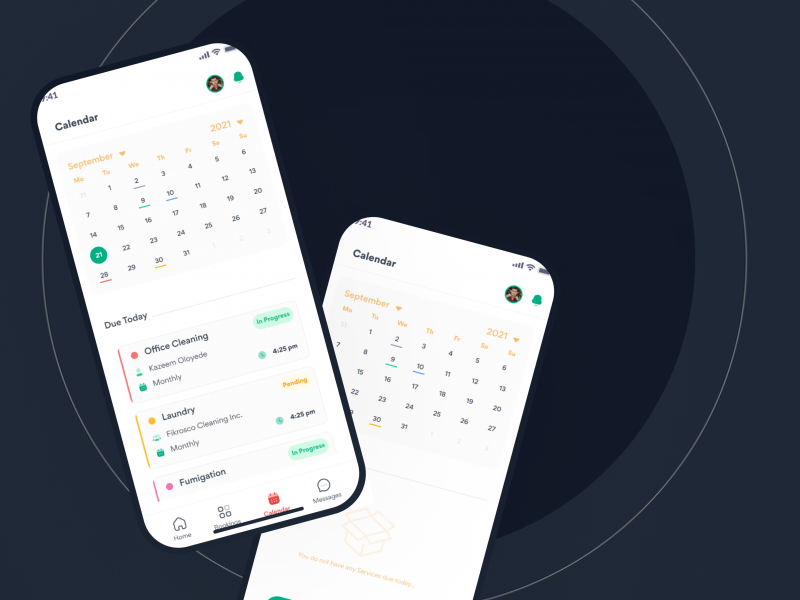 9:41
Calendar
September 2021
Mo Tu We Th Fr Sa Su
31 1 2 3 4 5 6
7 8 9 10 11 12 13
14 15 16 17 18 19 20
21 22 23 24 25 26 27
28 29 30 31 1 2 3
Due Today
Office Cleaning In Progress
Kazeem Oloyede
Monthly 4:25 pm
Laundry Pending
Fikrosco Cleaning Inc.
Monthly 4:25 pm
Fumigation In Progress
Home Bookings Calendar Messages
9:41
Calendar
September 2021
Mo Tu We Th Fr Sa Su
31 1 2 3 4 5 6
7 8 9 10 11 12 13
15 16 17 18 19 20
22 23 24 25 26 27
30 31 1 2 3
You do not have any Services due today...